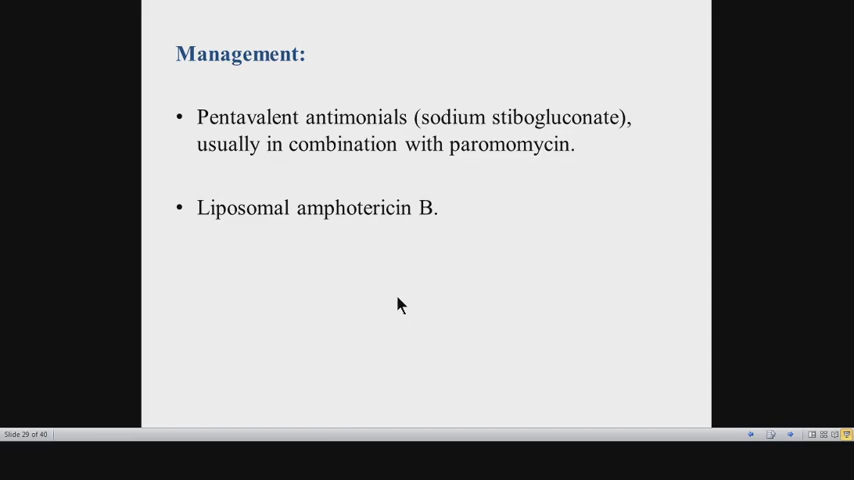 Management:
• Pentavalent antimonials (sodium stibogluconate),
usually in combination with paromomycin.
• Liposomal amphotericin B.
Slide 29 of 40